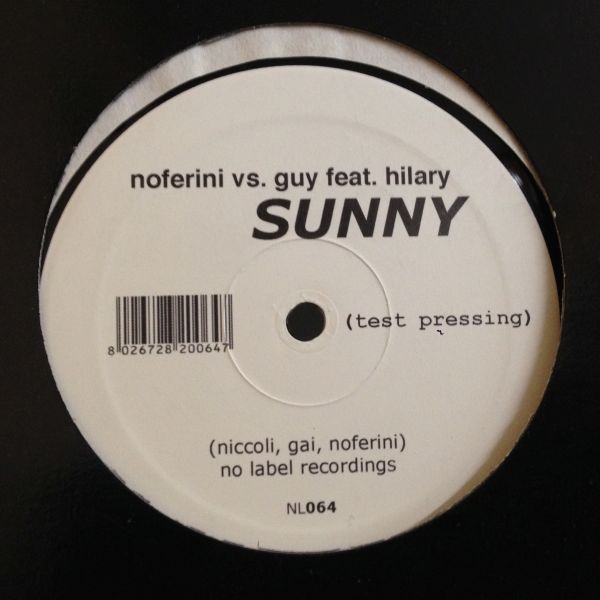 noferini vs. guy feat. hilary
SUNNY
(test pressing)
8 026728 200647
(niccoli, gai, noferini)
no label recordings
NL064